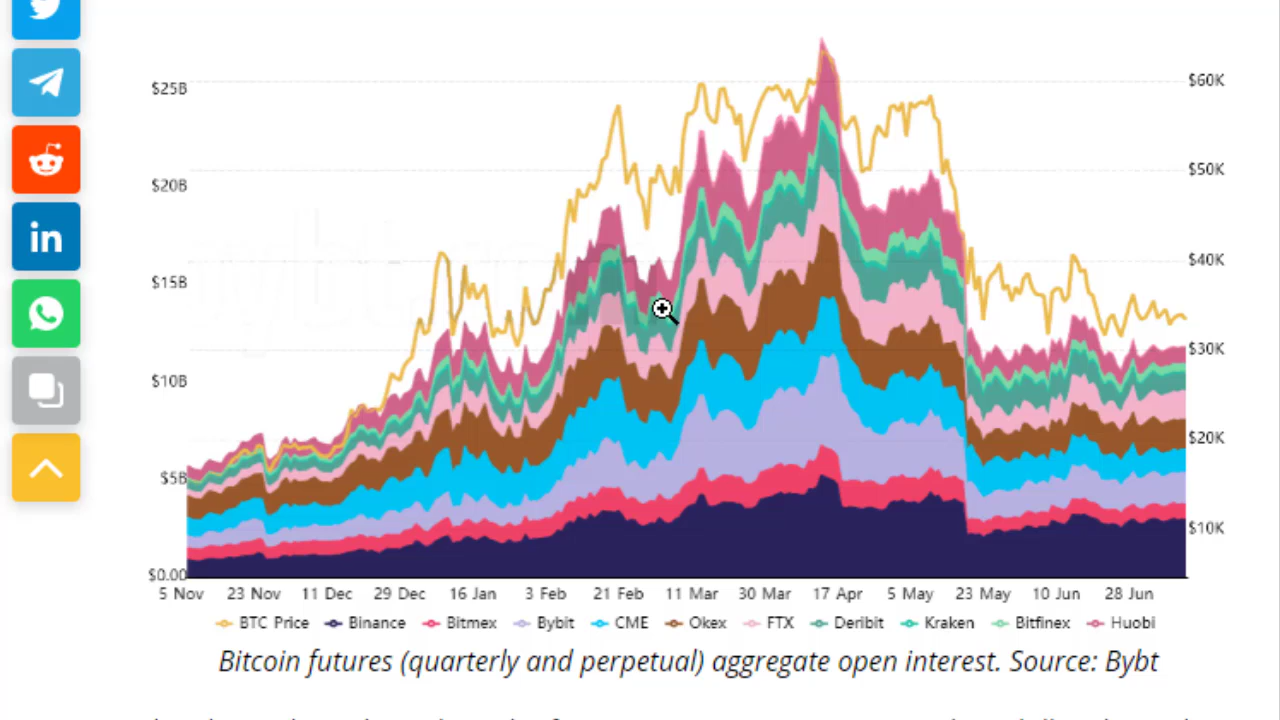 in
$25B
$20B
$15B
$10B
$5B
$0.00
$60K
$50K
$40K
$30K
$20K
$10K
5 Nov 23 Nov 11 Dec 29 Dec 16 Jan 3 Feb 21 Feb 11 Mar 30 Mar 17 Apr 5 May 23 May 10 Jun 28 Jun
BTC Price Binance Bitmex Bybit CME Okex FTX Deribit Kraken Bitfinex Huobi
Bitcoin futures (quarterly and perpetual) aggregate open interest. Source: Bybt